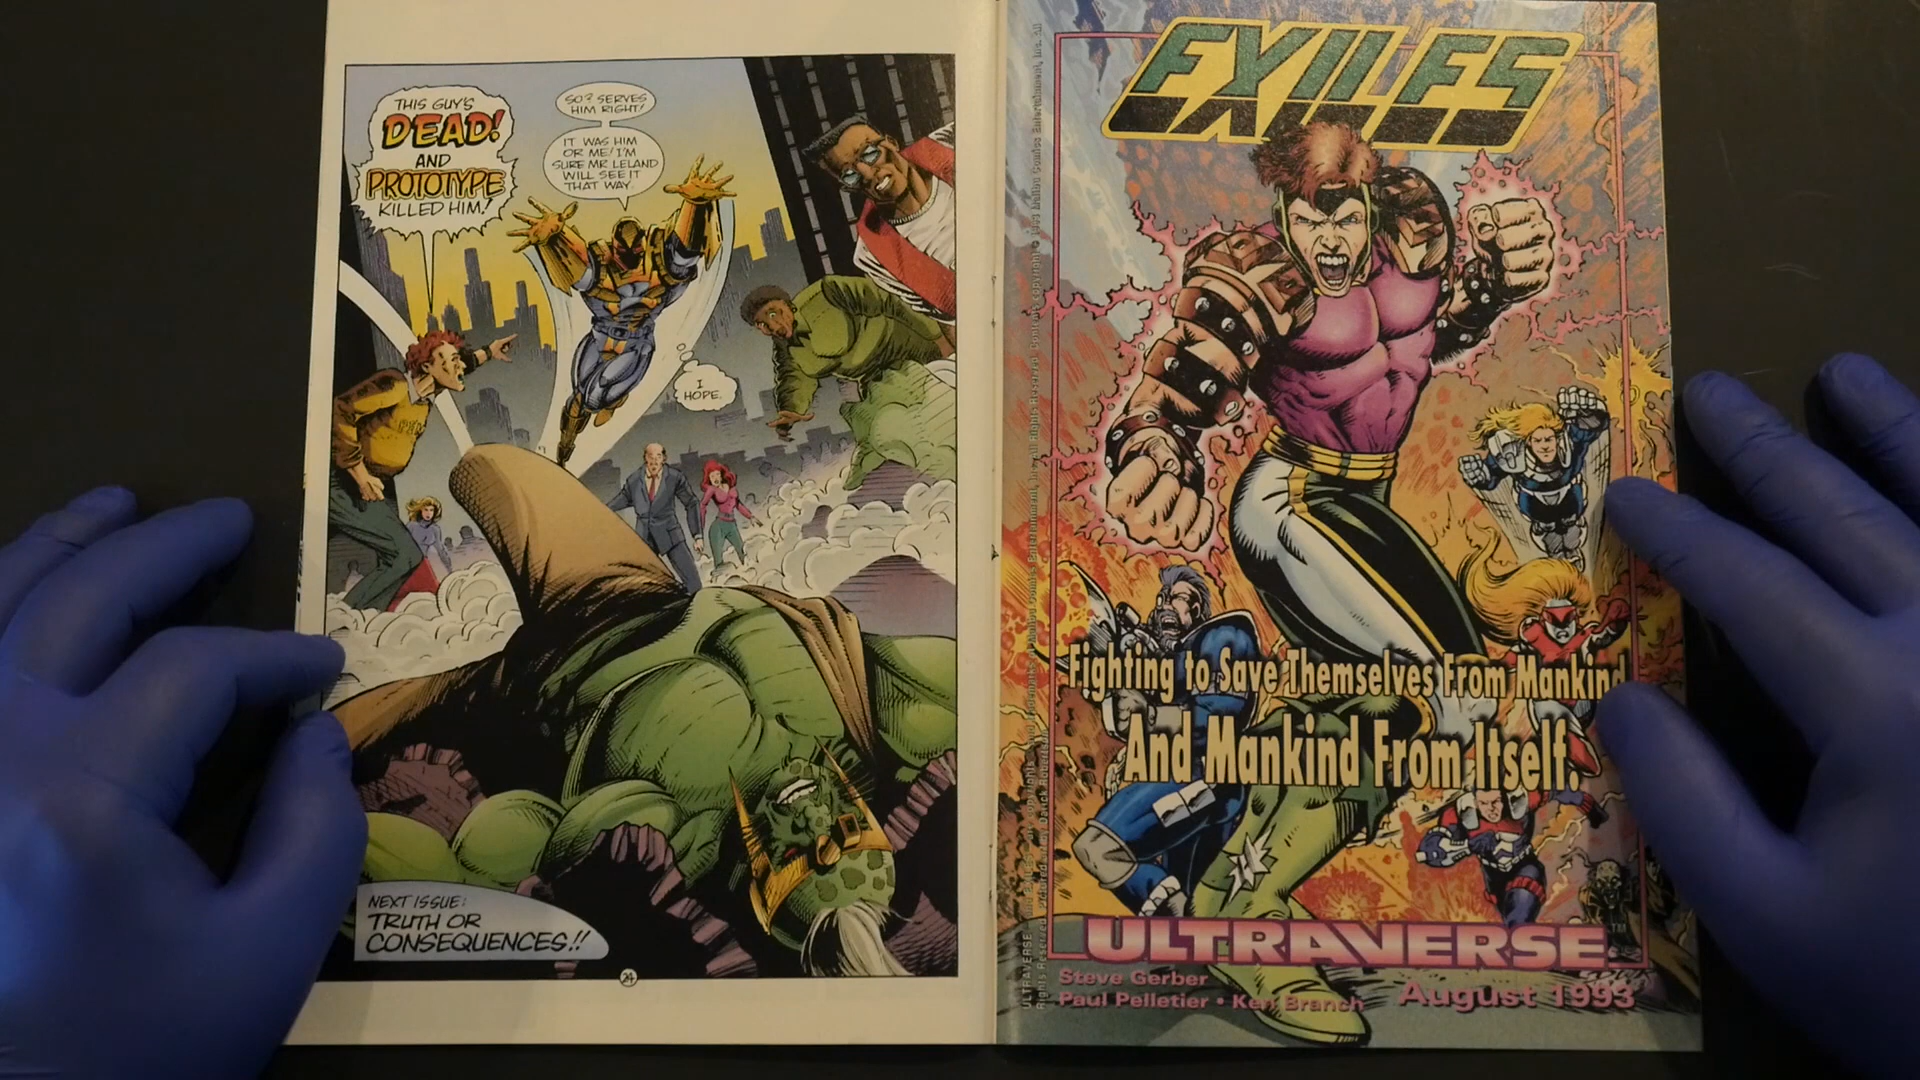 THIS GUY'S
DEAD!
AND
PROTOTYPE
KILLED HIM!
SO? SERVES
HIM RIGHT!
IT WAS HIM
OR ME! I'M
SURE MR. LELAND
WILL SEE IT
THAT WAY.
I
HOPE.
NEXT ISSUE:
TRUTH OR
CONSEQUENCES!!
24
EXILES
Fighting to Save Themselves From Mankind
And Mankind From Itself.
ULTRAVERSE
TM
Steve Gerber
Paul Pelletier • Ken Branch
August 1993